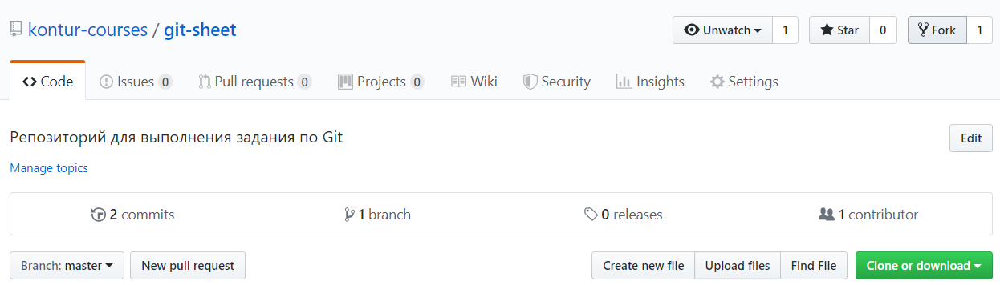 kontur-courses / git-sheet Unwatch 1 Star 0 Fork 1
Code Issues 0 Pull requests 0 Projects 0 Wiki Security Insights Settings
Репозиторий для выполнения задания по Git Edit
Manage topics
2 commits 1 branch 0 releases 1 contributor
Branch: master New pull request Create new file Upload files Find File Clone or download